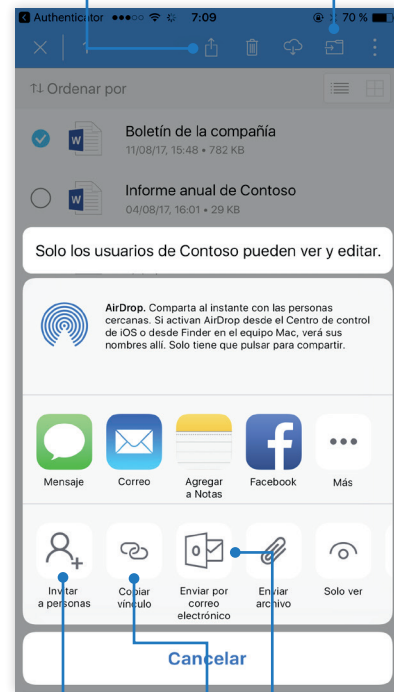 Authenticator 7:09 70 %
1
Ordenar por
Boletín de la compañía
11/08/17, 15:48 • 782 KB
Informe anual de Contoso
04/08/17, 16:01 • 29 KB
Solo los usuarios de Contoso pueden ver y editar.
AirDrop. Comparta al instante con las personas
cercanas. Si activan AirDrop desde el Centro de control
de iOS o desde Finder en el equipo Mac, verá sus
nombres allí. Solo tiene que pulsar para compartir.
Mensaje
Correo
Agregar
a Notas
Facebook
Más
Invitar
a personas
Copiar
vínculo
Enviar por
correo
electrónico
Enviar
archivo
Solo ver
Cancelar